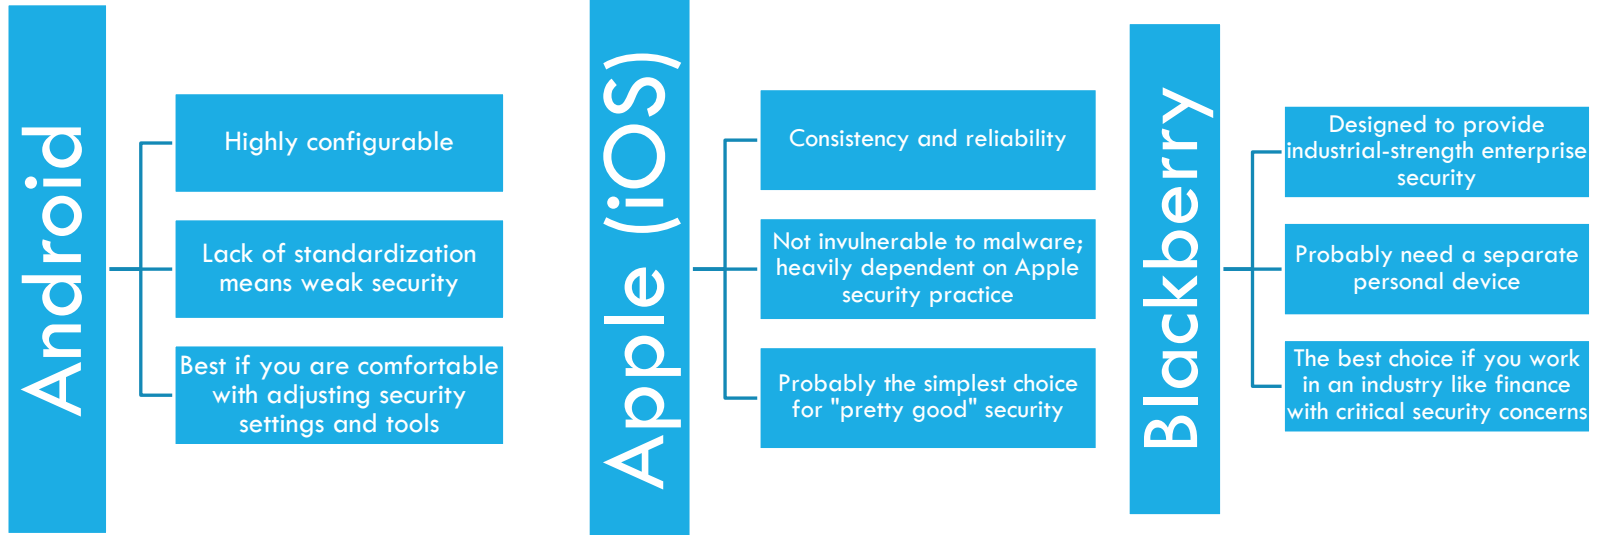 Android
Highly configurable
Lack of standardization
means weak security
Best if you are comfortable
with adjusting security
settings and tools
Apple (iOS)
Consistency and reliability
Not invulnerable to malware;
heavily dependent on Apple
security practice
Probably the simplest choice
for "pretty good" security
Blackberry
Designed to provide
industrial-strength enterprise
security
Probably need a separate
personal device
The best choice if you work
in an industry like finance
with critical security concerns